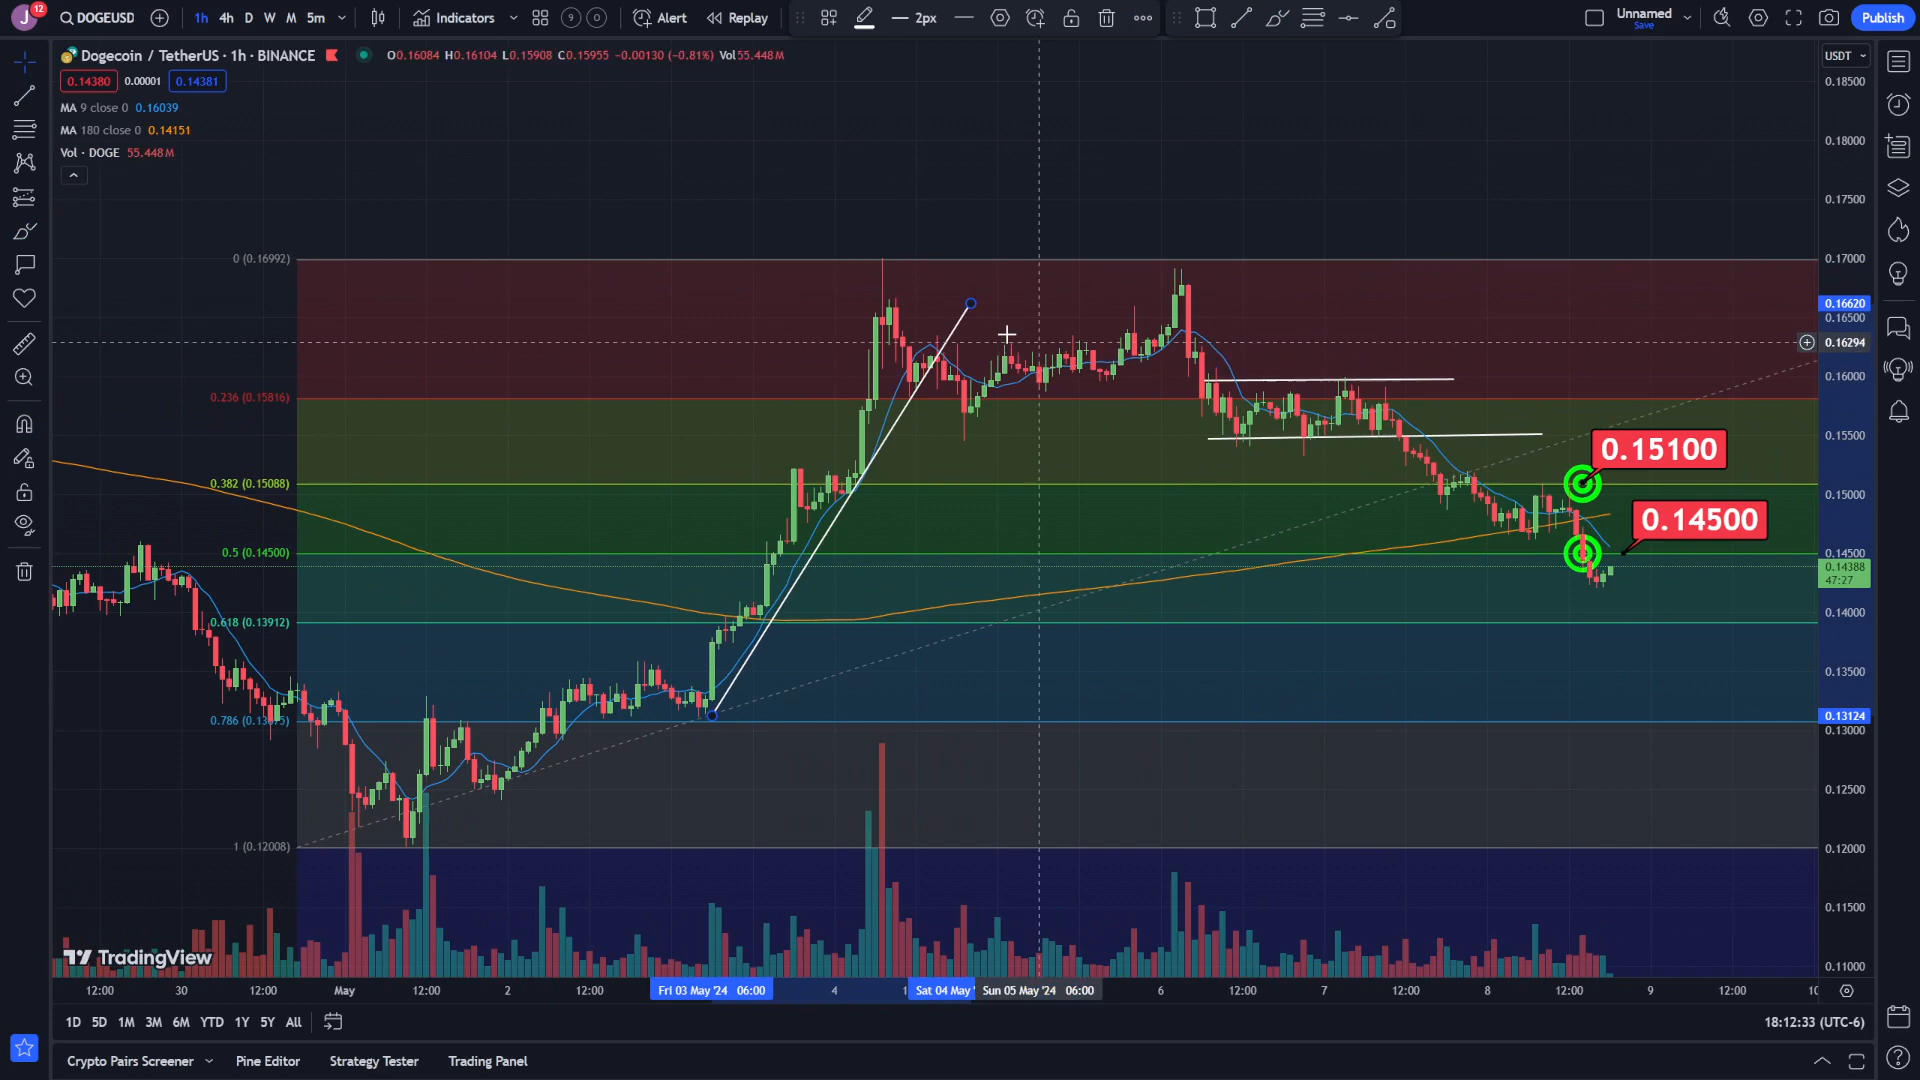 J 12 DOGEUSD 1h 4h D W M 5m Indicators 9 Alert Replay 2px Unnamed Save Publish
Dogecoin / TetherUS · 1h · BINANCE O0.16084 H0.16104 L0.15908 C0.15955 −0.00130 (−0.81%) Vol55.448M
USDT
0.14380 0.00001 0.14381
MA 9 close 0 0.16039
MA 180 close 0 0.14151
Vol · DOGE 55.448M
0.18500
0.18000
0.17500
0 (0.16992)
0.17000
0.16620
0.16500
0.16294
0.16000
0.236 (0.15816)
0.15500
0.15100
0.382 (0.15088)
0.15000
0.14500
0.5 (0.14500)
0.14500
0.14388
47:27
0.14000
0.618 (0.13912)
0.13500
0.13124
0.786 (0.13
0.13000
0.12500
1 (0.12008)
0.12000
0.11500
TradingView
0.11000
12:00 30 12:00 May 12:00 2 12:00 Fri 03 May '24 06:00 4 Sat 04 May ' Sun 05 May '24 06:00 6 12:00 7 12:00 8 12:00 9 12:00
1D 5D 1M 3M 6M YTD 1Y 5Y All
18:12:33 (UTC-6)
Crypto Pairs Screener Pine Editor Strategy Tester Trading Panel